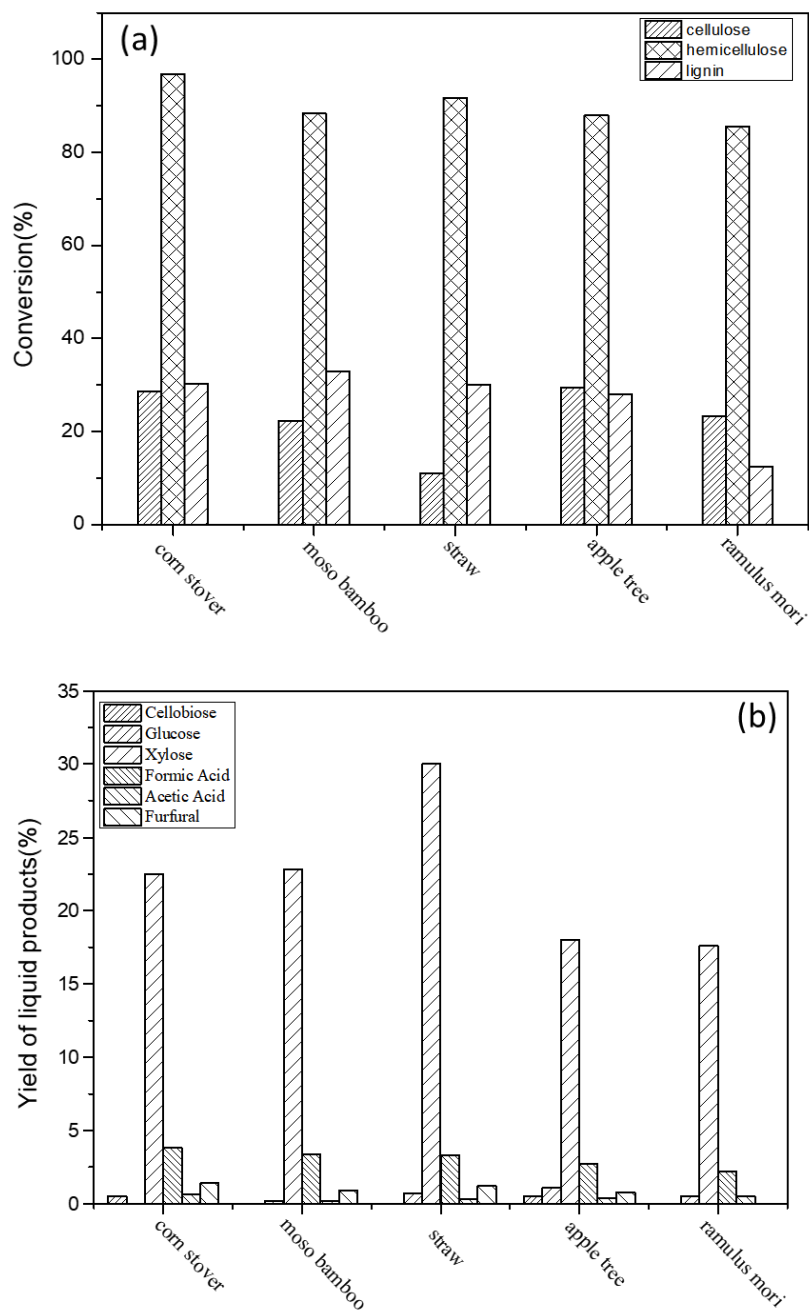 (a)
cellulose
hemicellulose
lignin
100
80
60
40
20
0
Conversion(%)
corn stover
moso bamboo
straw
apple tree
ramulus mori
(b)
Cellobiose
Glucose
Xylose
Formic Acid
Acetic Acid
Furfural
35
30
25
20
15
10
5
0
Yield of liquid products(%)
corn stover
moso bamboo
straw
apple tree
ramulus mori